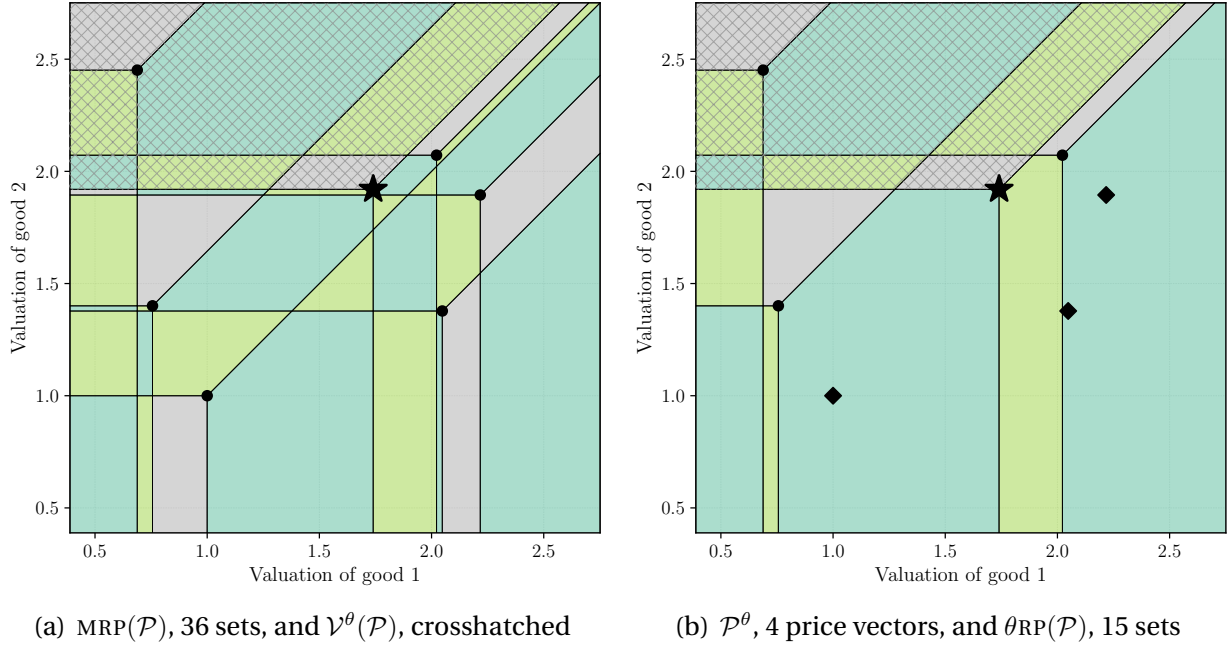 2.5
2.0
1.5
1.0
0.5
Valuation of good 2
0.5 1.0 1.5 2.0 2.5
Valuation of good 1
(a) MRP(𝒫), 36 sets, and 𝒱^θ(𝒫), crosshatched
2.5
2.0
1.5
1.0
0.5
Valuation of good 2
0.5 1.0 1.5 2.0 2.5
Valuation of good 1
(b) 𝒫^θ, 4 price vectors, and θRP(𝒫), 15 sets